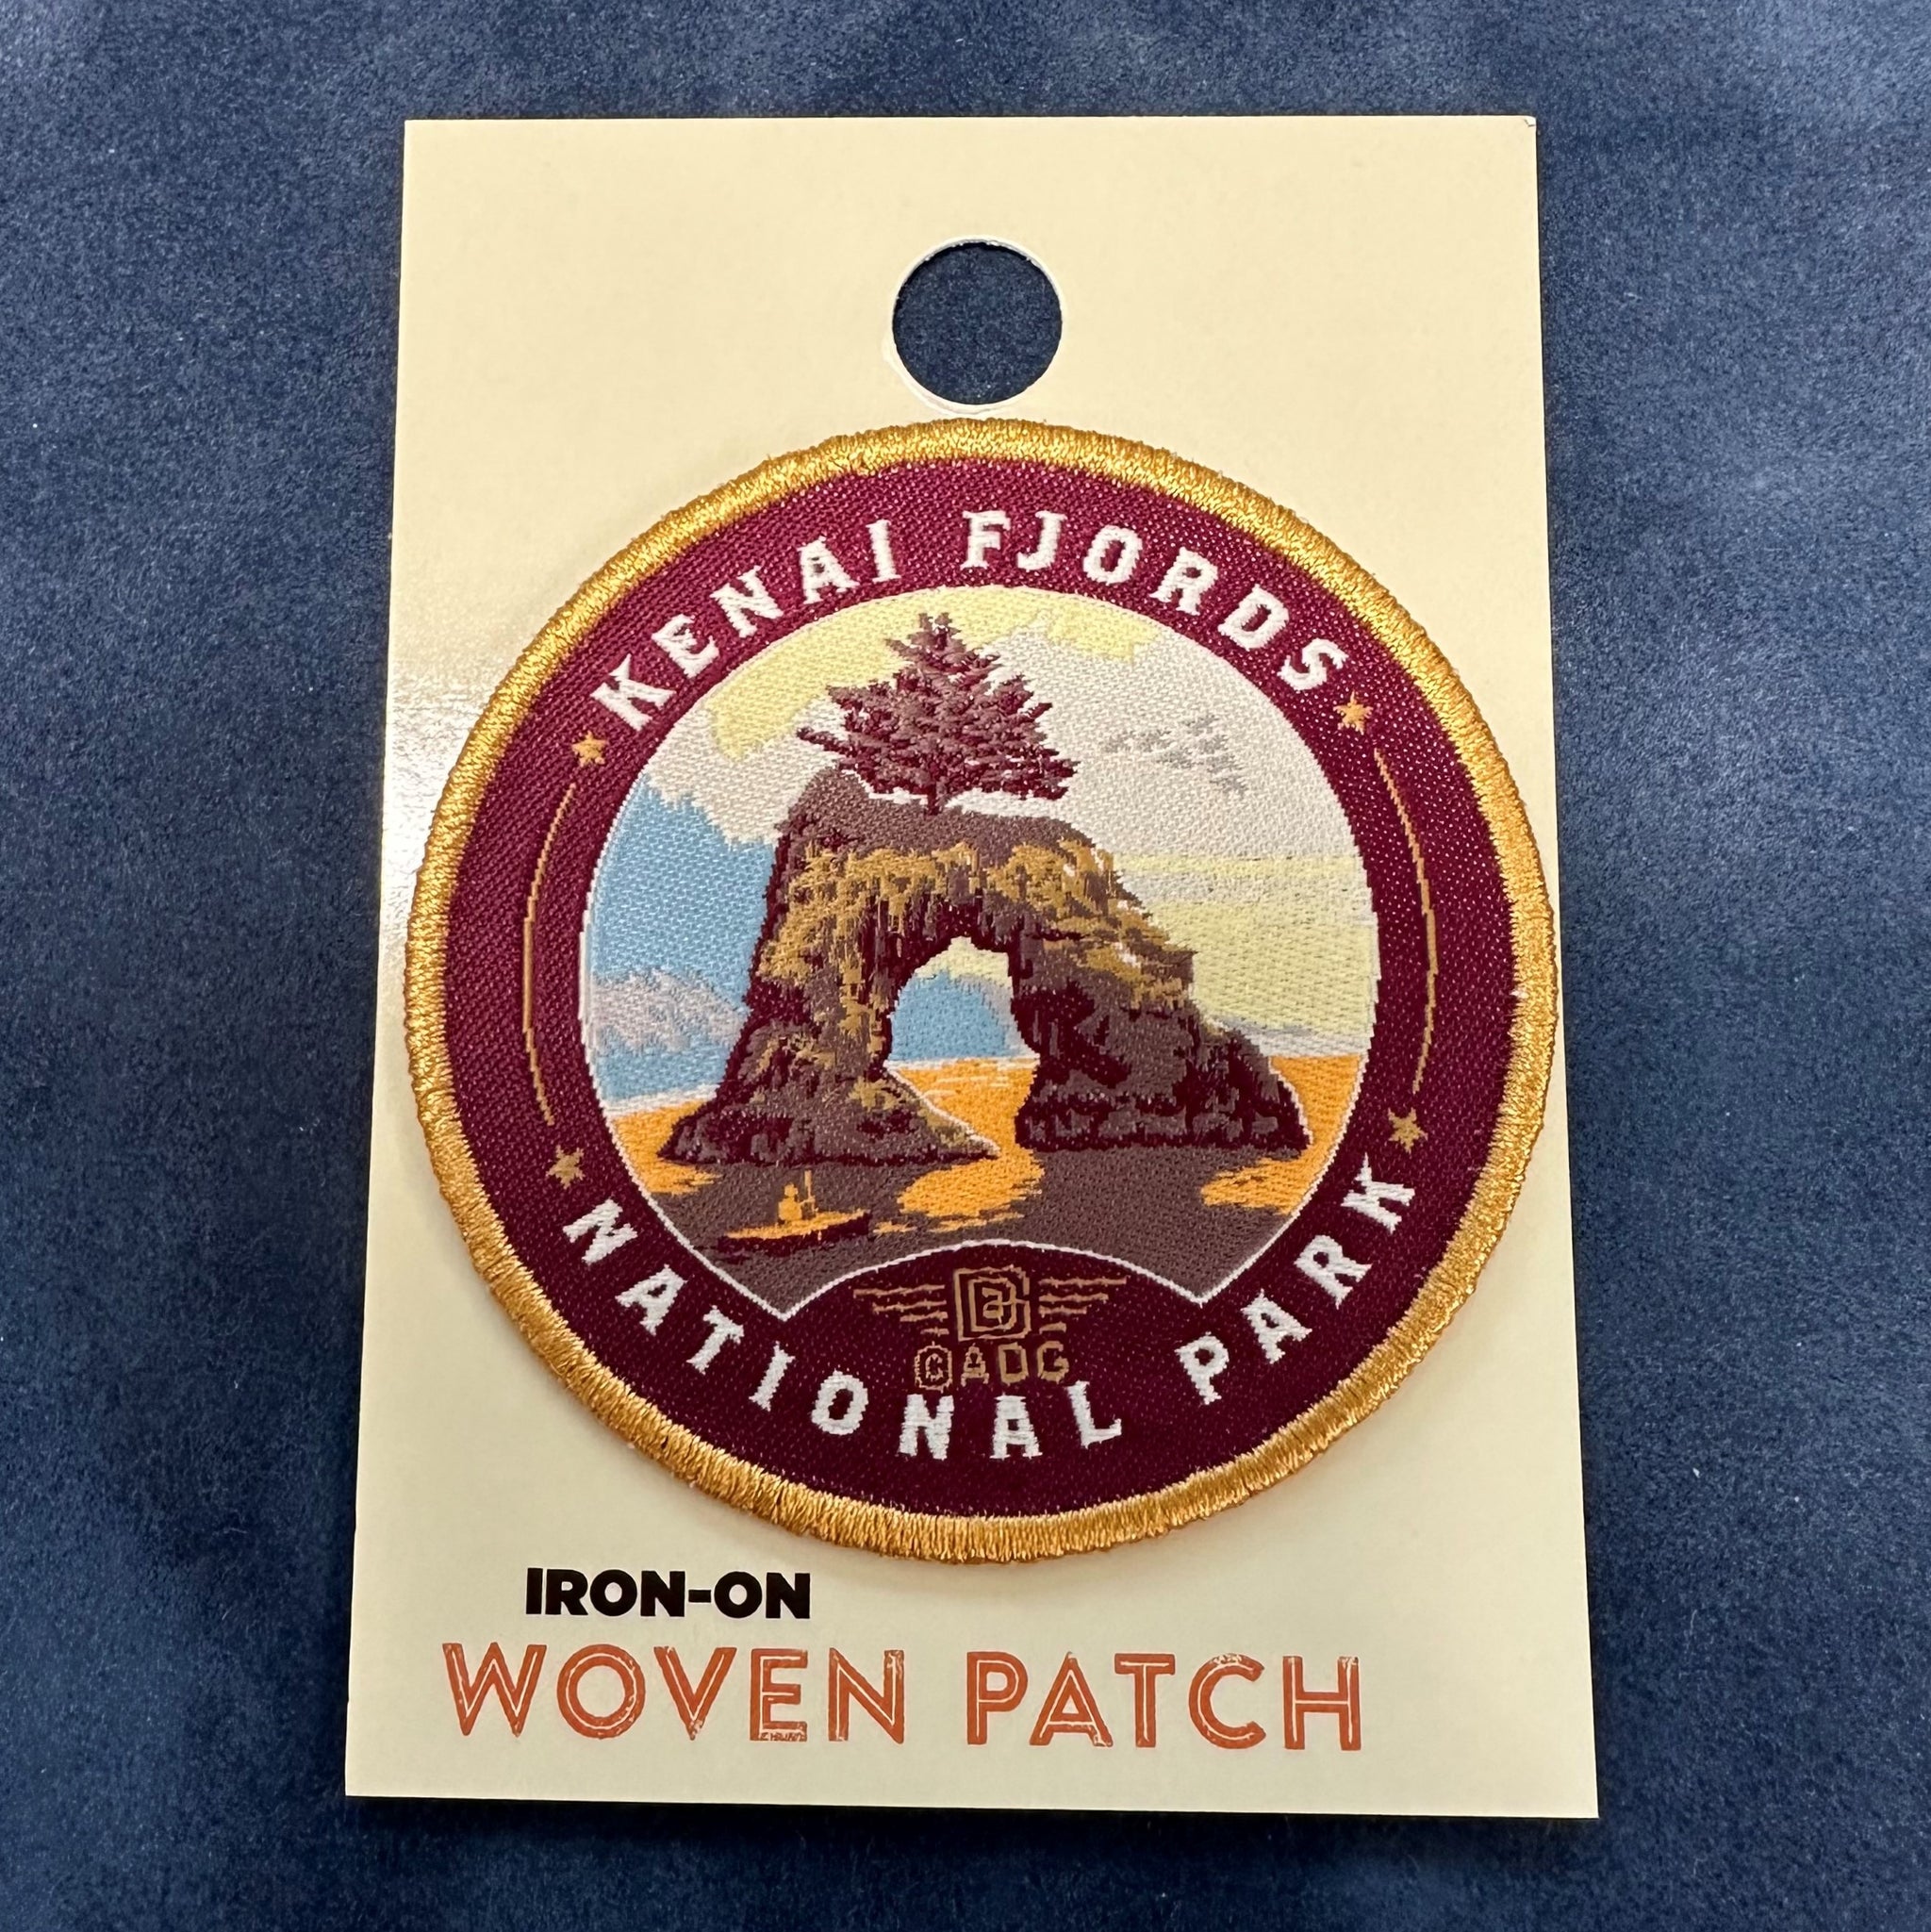 KENAI FJORDS
©ADG
NATIONAL PARK
IRON-ON
WOVEN PATCH